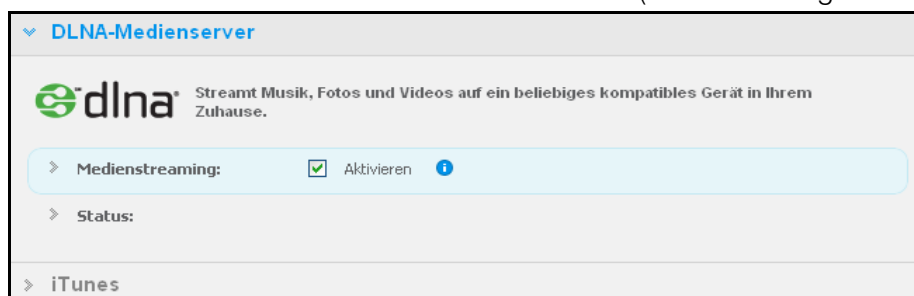 DLNA-Medienserver
dlna
Streamt Musik, Fotos und Videos auf ein beliebiges kompatibles Gerät in Ihrem
Zuhause.
Medienstreaming: Aktivieren
Status:
iTunes